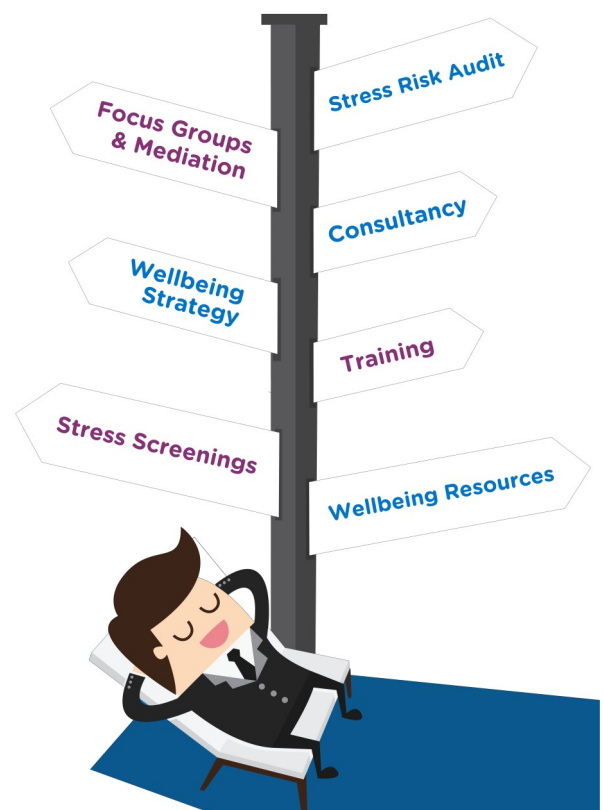 Stress Risk Audit
Focus Groups
& Mediation
Consultancy
Wellbeing
Strategy
Training
Stress Screenings
Wellbeing Resources